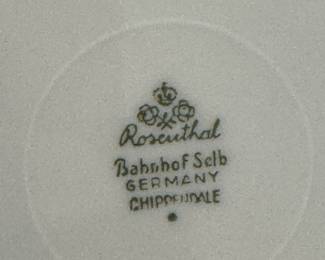 Rosenthal
Bahnhof Selb
GERMANY
CHIPPENDALE